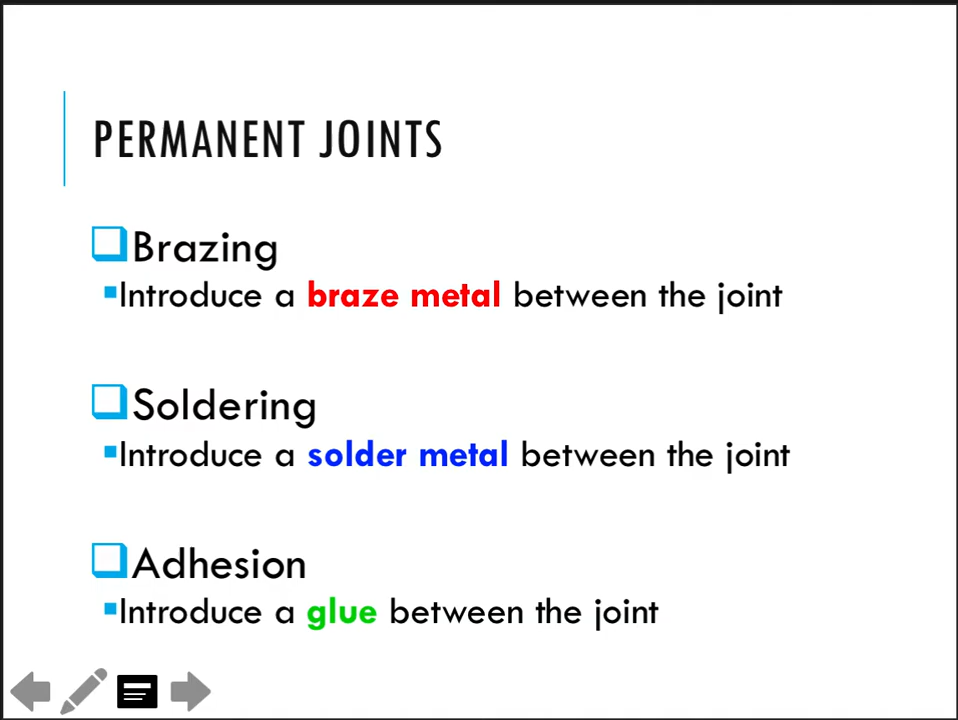 PERMANENT JOINTS
Brazing
Introduce a braze metal between the joint
Soldering
Introduce a solder metal between the joint
Adhesion
Introduce a glue between the joint